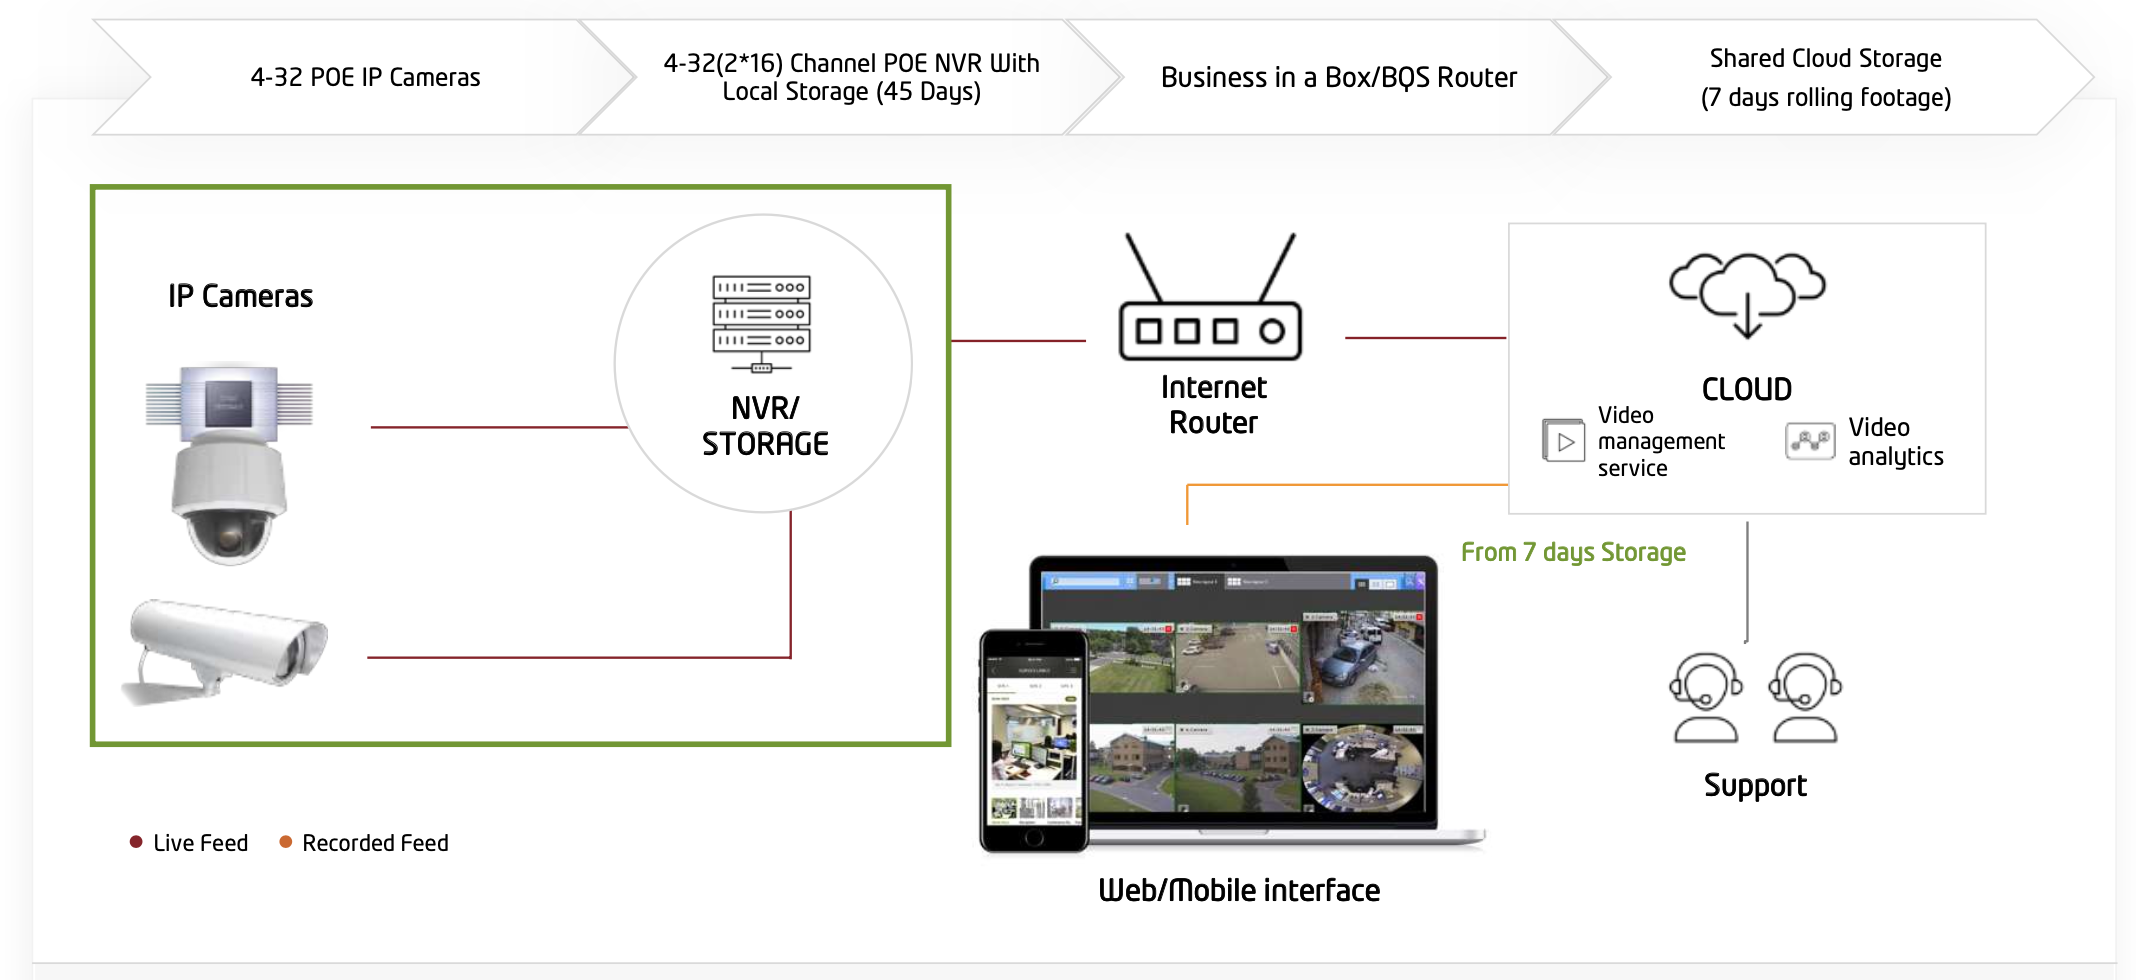 4-32 POE IP Cameras
4-32(2*16) Channel POE NVR With
Local Storage (45 Days)
Business in a Box/BQS Router
Shared Cloud Storage
(7 days rolling footage)
IP Cameras
NVR/
STORAGE
Internet
Router
CLOUD
Video
management
service
Video
analytics
From 7 days Storage
Support
Live Feed
Recorded Feed
Web/Mobile interface